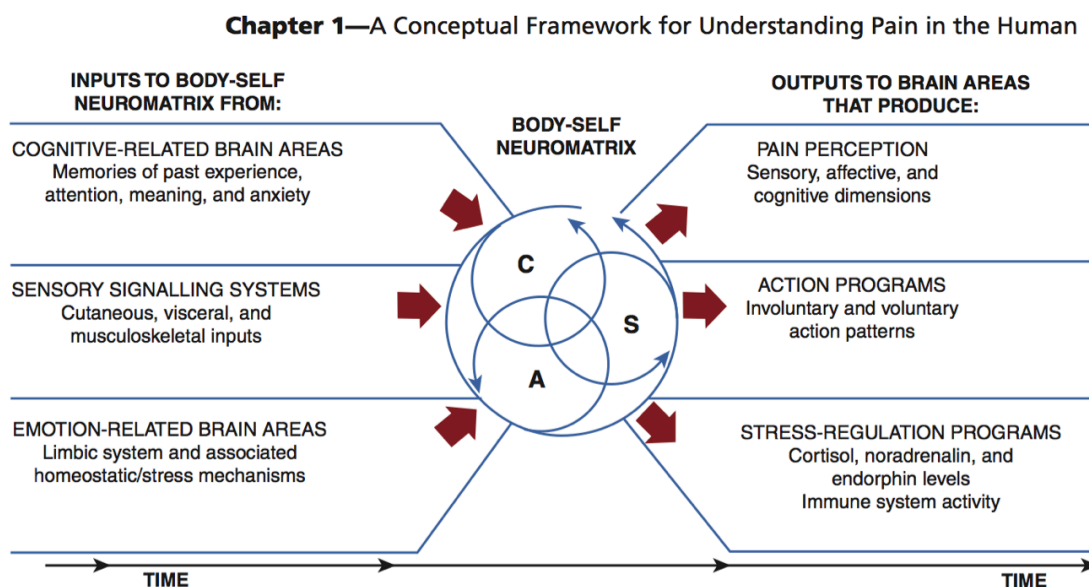 Chapter 1—A Conceptual Framework for Understanding Pain in the Human
INPUTS TO BODY-SELF
NEUROMATRIX FROM:
COGNITIVE-RELATED BRAIN AREAS
Memories of past experience,
attention, meaning, and anxiety
SENSORY SIGNALLING SYSTEMS
Cutaneous, visceral, and
musculoskeletal inputs
EMOTION-RELATED BRAIN AREAS
Limbic system and associated
homeostatic/stress mechanisms
BODY-SELF
NEUROMATRIX
C
S
A
OUTPUTS TO BRAIN AREAS
THAT PRODUCE:
PAIN PERCEPTION
Sensory, affective, and
cognitive dimensions
ACTION PROGRAMS
Involuntary and voluntary
action patterns
STRESS-REGULATION PROGRAMS
Cortisol, noradrenalin, and
endorphin levels
Immune system activity
TIME
TIME